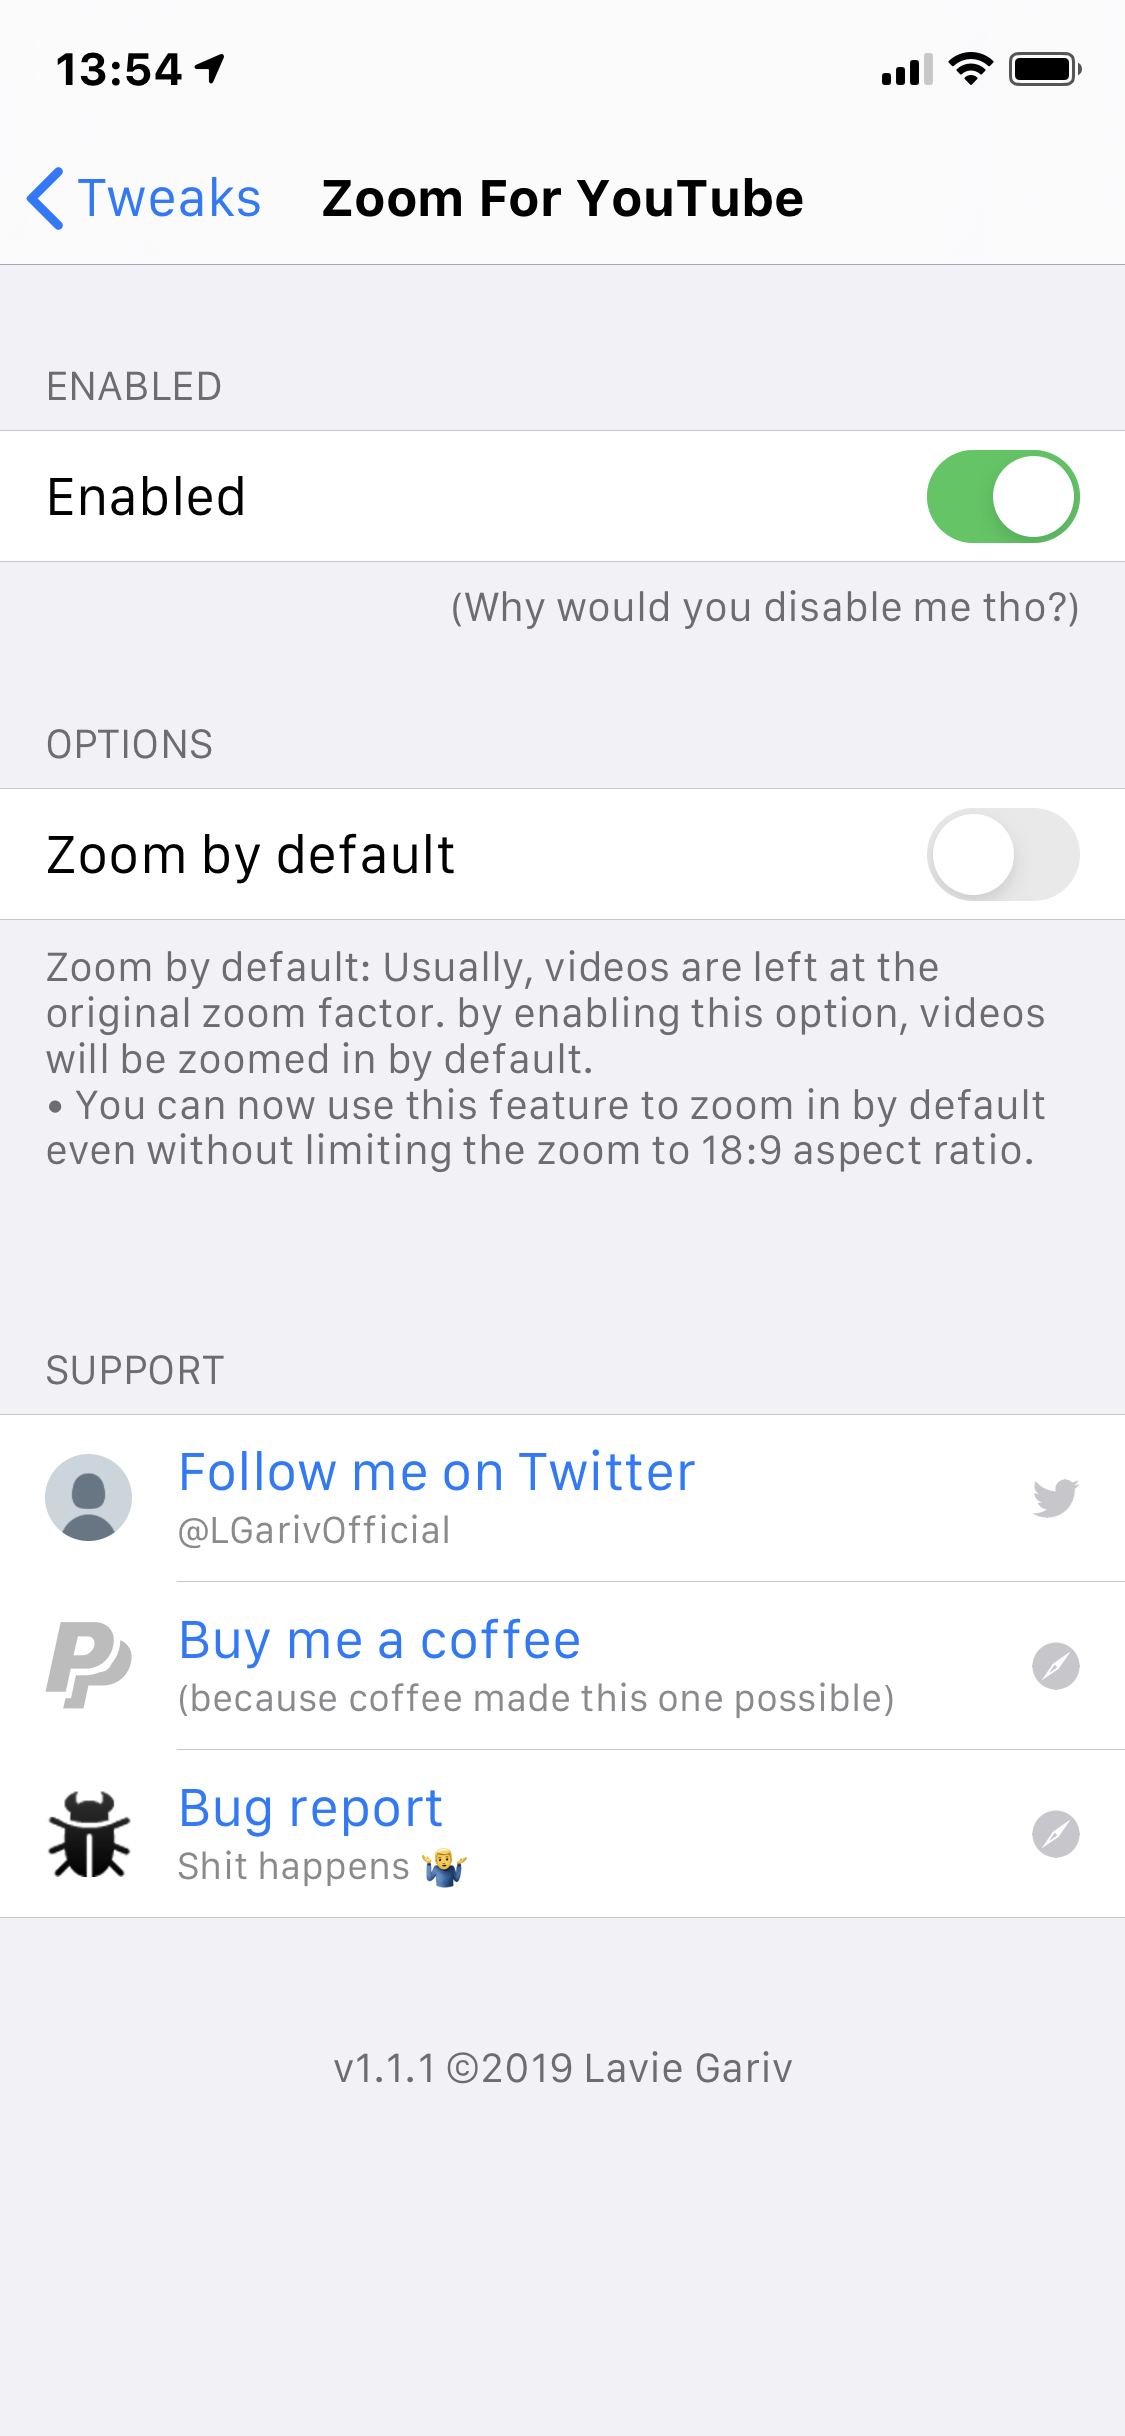 13:54
Tweaks
Zoom For YouTube
ENABLED
Enabled
(Why would you disable me tho?)
OPTIONS
Zoom by default
Zoom by default: Usually, videos are left at the
original zoom factor. by enabling this option, videos
will be zoomed in by default.
• You can now use this feature to zoom in by default
even without limiting the zoom to 18:9 aspect ratio.
SUPPORT
Follow me on Twitter
@LGarivOfficial
Buy me a coffee
(because coffee made this one possible)
Bug report
Shit happens 🤷‍♂️
v1.1.1 ©2019 Lavie Gariv